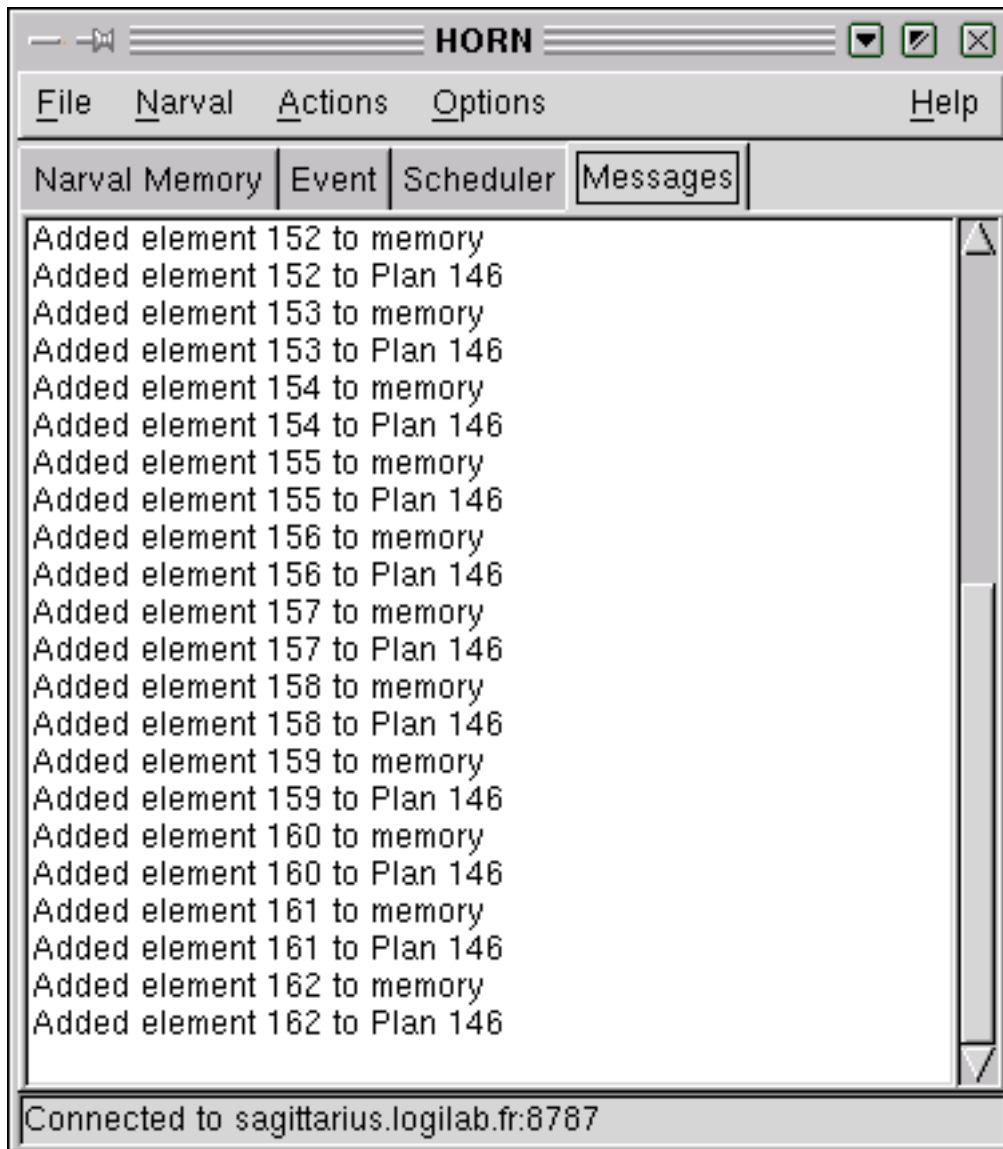 HORN
File Narval Actions Options Help
Narval Memory Event Scheduler Messages
Added element 152 to memory
Added element 152 to Plan 146
Added element 153 to memory
Added element 153 to Plan 146
Added element 154 to memory
Added element 154 to Plan 146
Added element 155 to memory
Added element 155 to Plan 146
Added element 156 to memory
Added element 156 to Plan 146
Added element 157 to memory
Added element 157 to Plan 146
Added element 158 to memory
Added element 158 to Plan 146
Added element 159 to memory
Added element 159 to Plan 146
Added element 160 to memory
Added element 160 to Plan 146
Added element 161 to memory
Added element 161 to Plan 146
Added element 162 to memory
Added element 162 to Plan 146
Connected to sagittarius.logilab.fr:8787